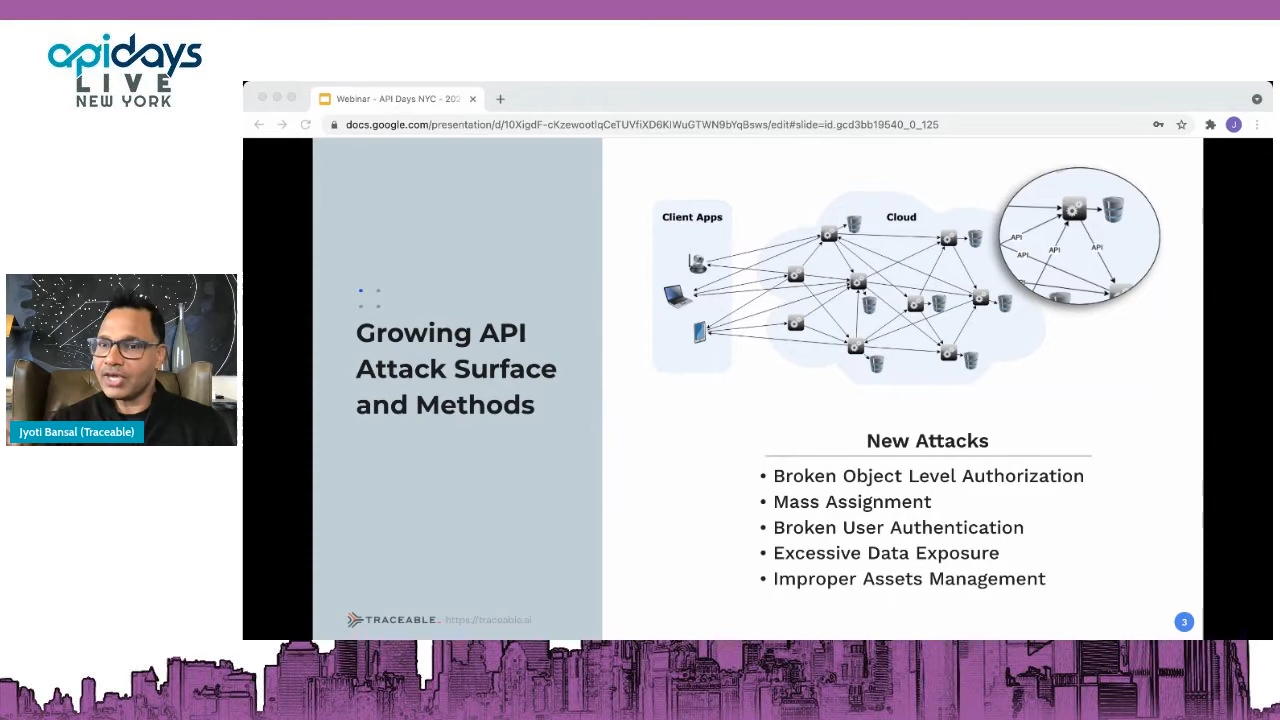 apidays
LIVE
NEW YORK
Webinar - API Days NYC - 202
docs.google.com/presentation/d/10XigdF-cKzewootIqCeTUVfiXD6KIWuGTWN9bYqBsws/edit#slide=id.gcd3bb19540_0_125
J
Client Apps
Cloud
API
API
API
API
Growing API
Attack Surface
and Methods
Jyoti Bansal (Traceable)
New Attacks
• Broken Object Level Authorization
• Mass Assignment
• Broken User Authentication
• Excessive Data Exposure
• Improper Assets Management
TRACEABLE https://traceable.ai
3